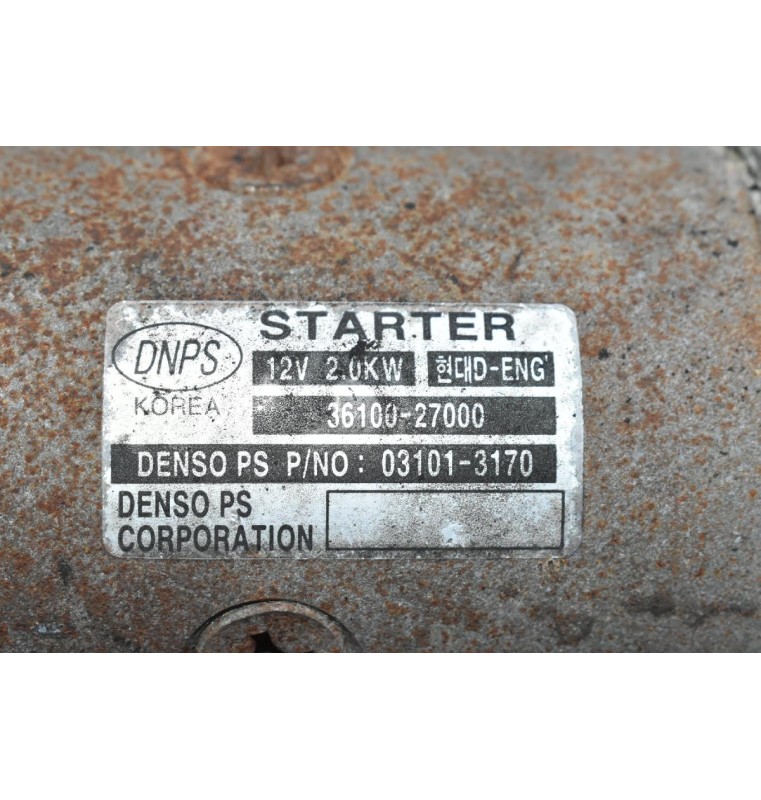 STARTER
DNPS
12V 2.0KW 현대D-ENG'
KOREA
36100-27000
DENSO PS P/NO: 03101-3170
DENSO PS
CORPORATION